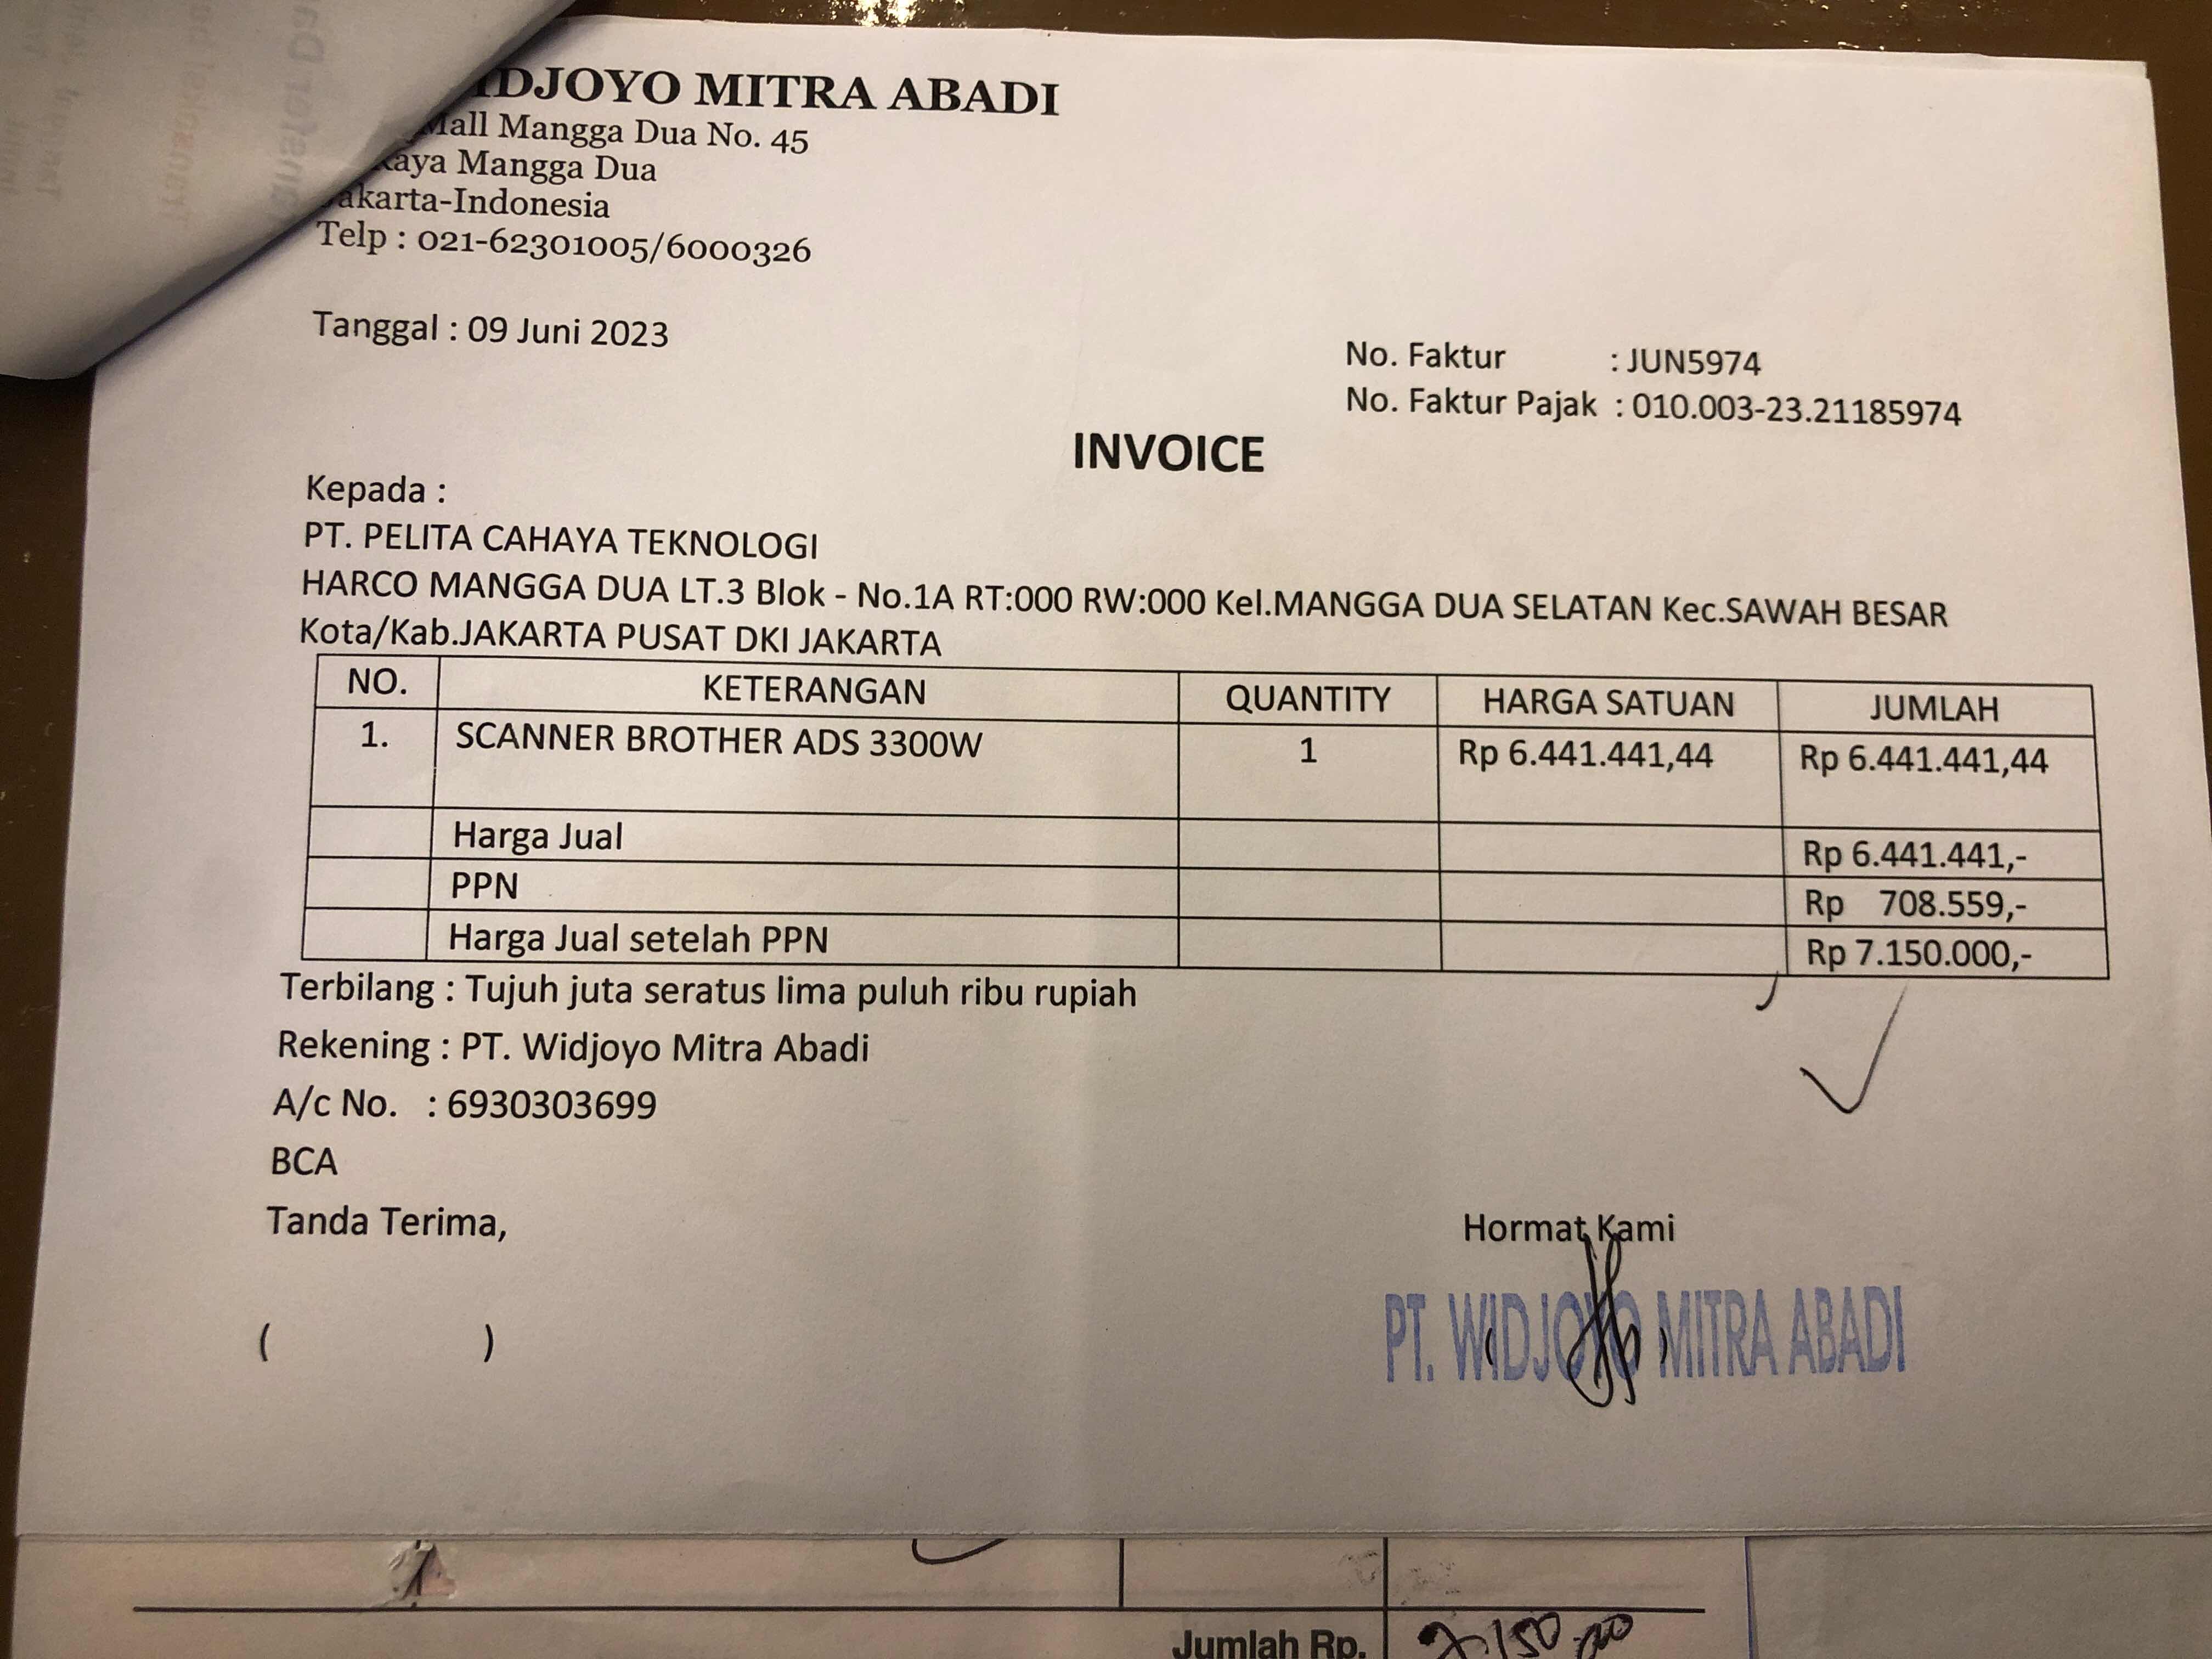 IDJOYO MITRA ABADI
Mall Mangga Dua No. 45
Raya Mangga Dua
Jakarta-Indonesia
Telp : 021-62301005/6000326
Tanggal : 09 Juni 2023
No. Faktur : JUN5974
No. Faktur Pajak : 010.003-23.21185974
INVOICE
Kepada :
PT. PELITA CAHAYA TEKNOLOGI
HARCO MANGGA DUA LT.3 Blok - No.1A RT:000 RW:000 Kel.MANGGA DUA SELATAN Kec.SAWAH BESAR
Kota/Kab.JAKARTA PUSAT DKI JAKARTA
NO. KETERANGAN QUANTITY HARGA SATUAN JUMLAH
1. SCANNER BROTHER ADS 3300W 1 Rp 6.441.441,44 Rp 6.441.441,44
Harga Jual Rp 6.441.441,-
PPN Rp 708.559,-
Harga Jual setelah PPN Rp 7.150.000,-
Terbilang : Tujuh juta seratus lima puluh ribu rupiah
Rekening : PT. Widjoyo Mitra Abadi
A/c No. : 6930303699
BCA
Tanda Terima,
Hormat Kami
( )
PT. WIDJOYO MITRA ABADI
( )
Jumlah Rp.